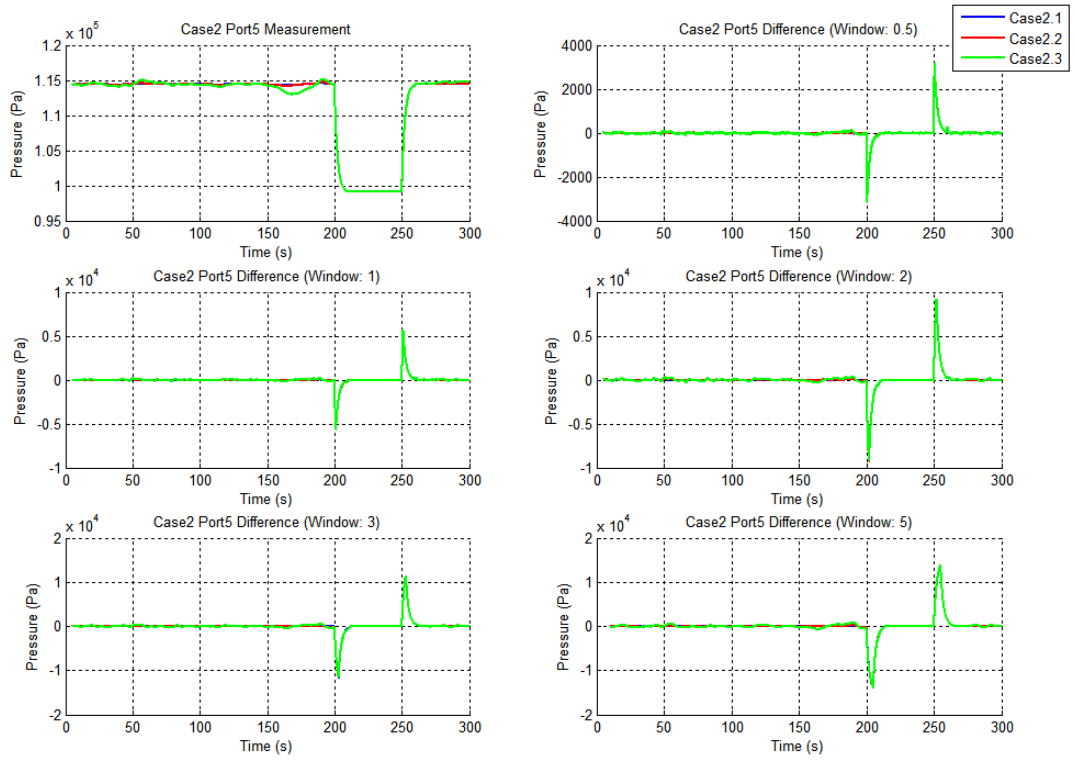 Case2.1
Case2.2
Case2.3
Case2 Port5 Measurement
x 10^5
Pressure (Pa)
1.2
1.15
1.1
1.05
1
0.95
0 50 100 150 200 250 300
Time (s)
Case2 Port5 Difference (Window: 0.5)
Pressure (Pa)
4000
2000
0
-2000
-4000
0 50 100 150 200 250 300
Time (s)
Case2 Port5 Difference (Window: 1)
x 10^4
Pressure (Pa)
1
0.5
0
-0.5
-1
0 50 100 150 200 250 300
Time (s)
Case2 Port5 Difference (Window: 2)
x 10^4
Pressure (Pa)
1
0.5
0
-0.5
-1
0 50 100 150 200 250 300
Time (s)
Case2 Port5 Difference (Window: 3)
x 10^4
Pressure (Pa)
2
1
0
-1
-2
0 50 100 150 200 250 300
Time (s)
Case2 Port5 Difference (Window: 5)
x 10^4
Pressure (Pa)
2
1
0
-1
-2
0 50 100 150 200 250 300
Time (s)